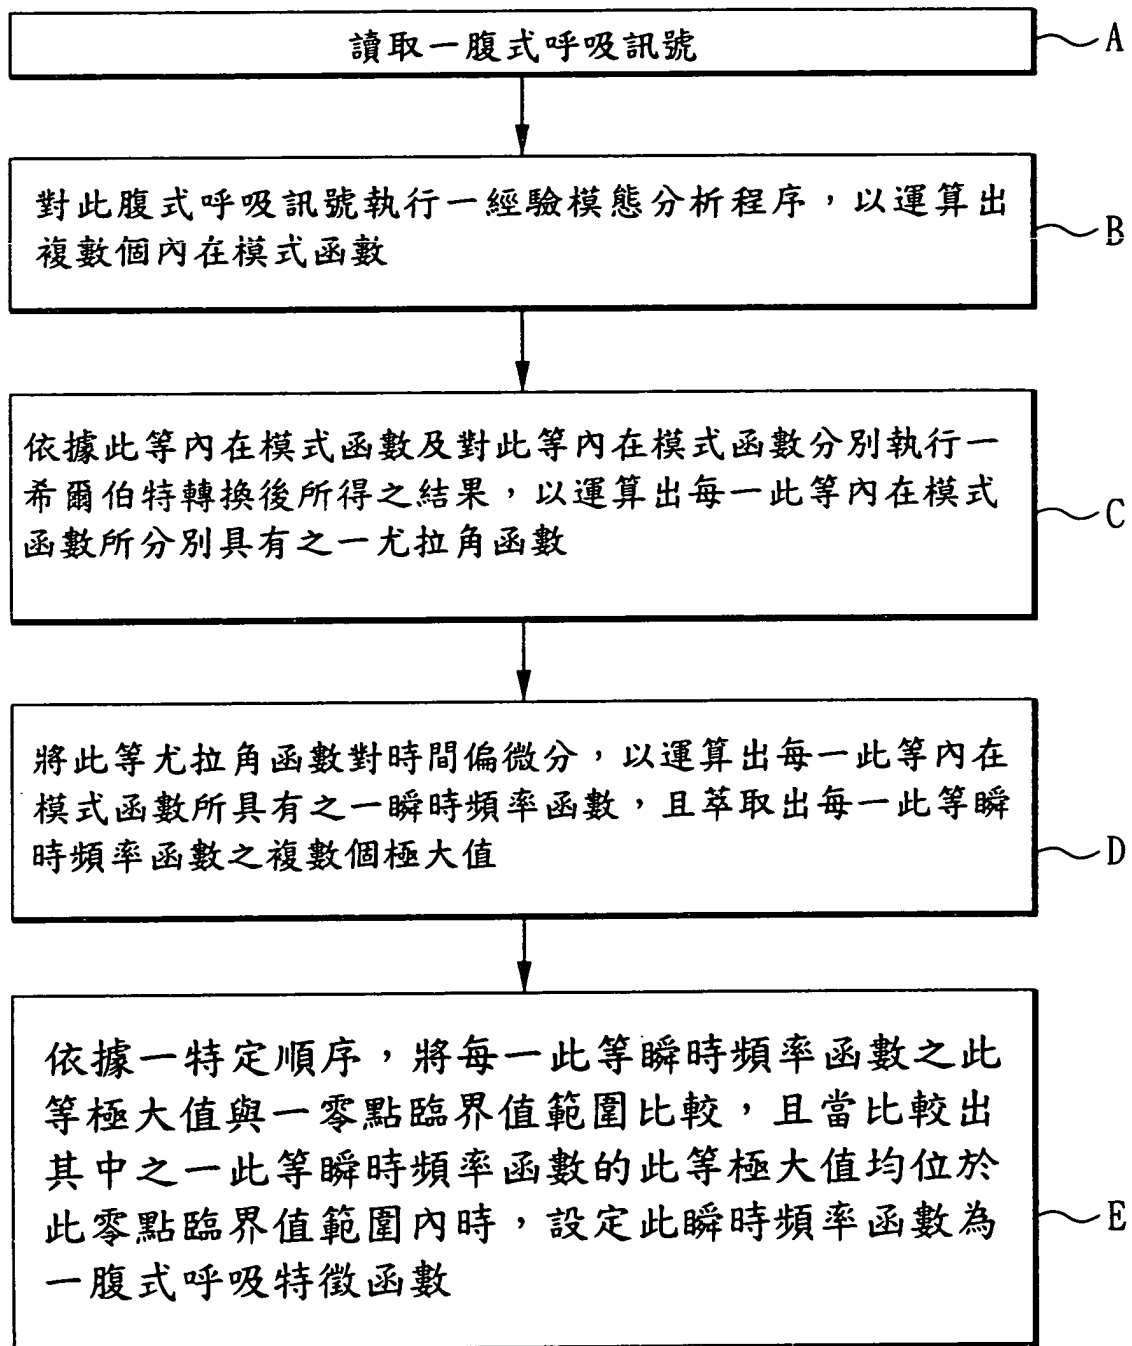 讀取一腹式呼吸訊號
A
對此腹式呼吸訊號執行一經驗模態分析程序，以運算出
複數個內在模式函數
B
依據此等內在模式函數及對此等內在模式函數分別執行一
希爾伯特轉換後所得之結果，以運算出每一此等內在模式
函數所分別具有之一尤拉角函數
C
將此等尤拉角函數對時間偏微分，以運算出每一此等內在
模式函數所具有之一瞬時頻率函數，且萃取出每一此等瞬
時頻率函數之複數個極大值
D
依據一特定順序，將每一此等瞬時頻率函數之此
等極大值與一零點臨界值範圍比較，且當比較出
其中之一此等瞬時頻率函數的此等極大值均位於
此零點臨界值範圍內時，設定此瞬時頻率函數為
一腹式呼吸特徵函數
E